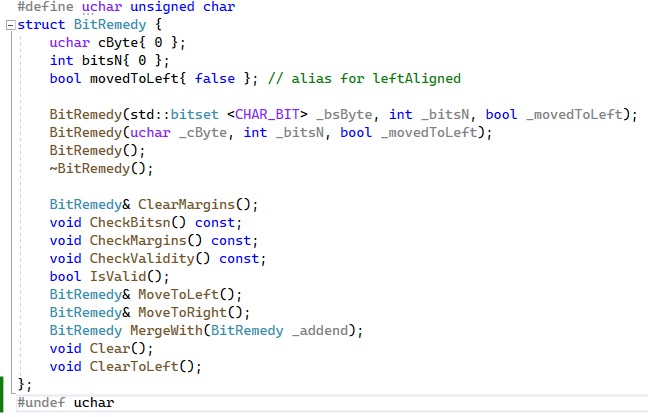 #define uchar unsigned char
struct BitRemedy {
uchar cByte{ 0 };
int bitsN{ 0 };
bool movedToLeft{ false }; // alias for leftAligned
BitRemedy(std::bitset <CHAR_BIT> _bsByte, int _bitsN, bool _movedToLeft);
BitRemedy(uchar _cByte, int _bitsN, bool _movedToLeft);
BitRemedy();
~BitRemedy();
BitRemedy& ClearMargins();
void CheckBitsn() const;
void CheckMargins() const;
void CheckValidity() const;
bool IsValid();
BitRemedy& MoveToLeft();
BitRemedy& MoveToRight();
BitRemedy MergeWith(BitRemedy _addend);
void Clear();
void ClearToLeft();
};
#undef uchar